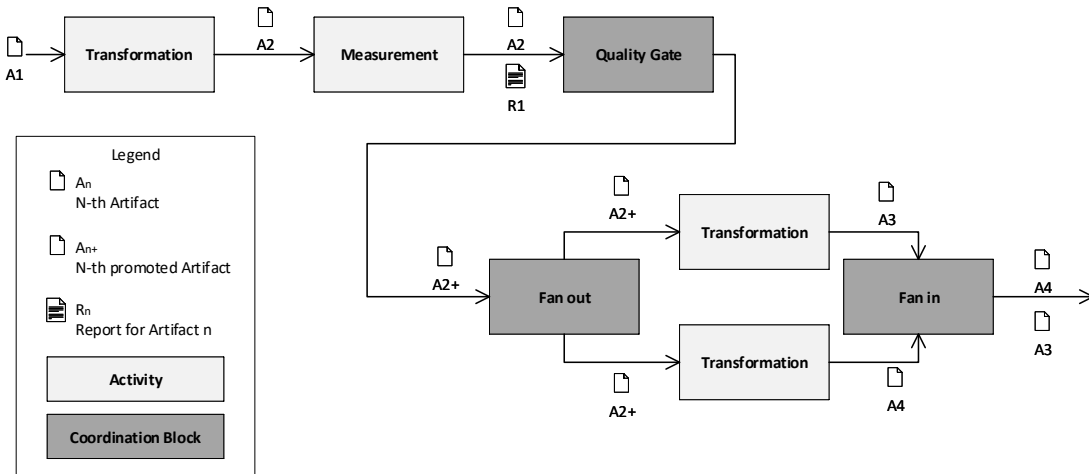 A1
Transformation
A2
Measurement
A2
R1
Quality Gate
Legend
An
N-th Artifact
An+
N-th promoted Artifact
Rn
Report for Artifact n
Activity
Coordination Block
A2+
Fan out
A2+
Transformation
A3
A2+
Transformation
A4
Fan in
A4
A3